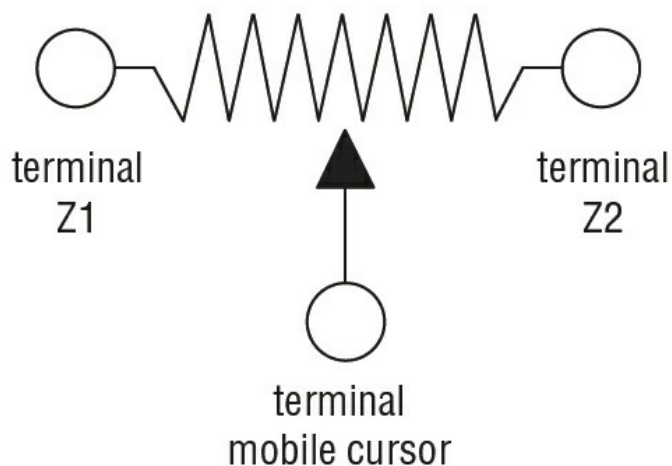 terminal
Z1
terminal
Z2
terminal
mobile cursor